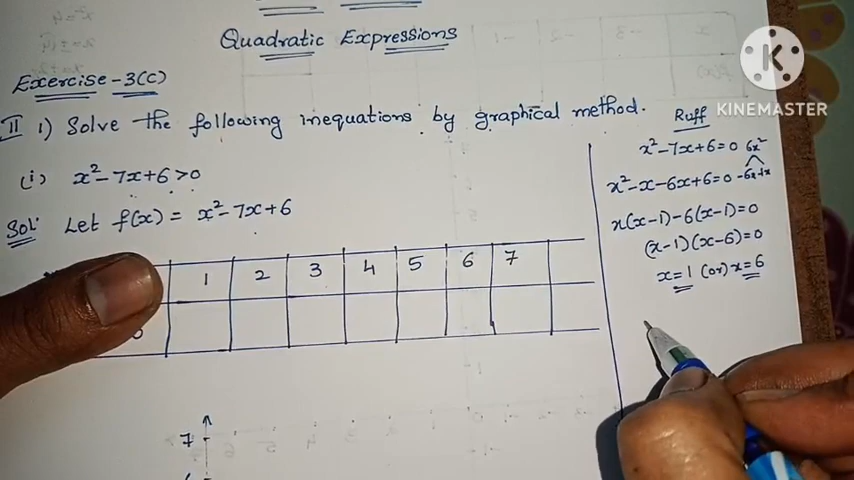 Quadratic Expressions
Exercise-3(c)
II 1) Solve the following inequations by graphical method.
(i) x²-7x+6>0
Sol: Let f(x) = x²-7x+6
1 2 3 4 5 6 7
7
Ruff
x²-7x+6=0 6x²
x²-x-6x+6=0 -6x+x
x(x-1)-6(x-1)=0
(x-1)(x-6)=0
x=1 (or) x=6
K
KINEMASTER